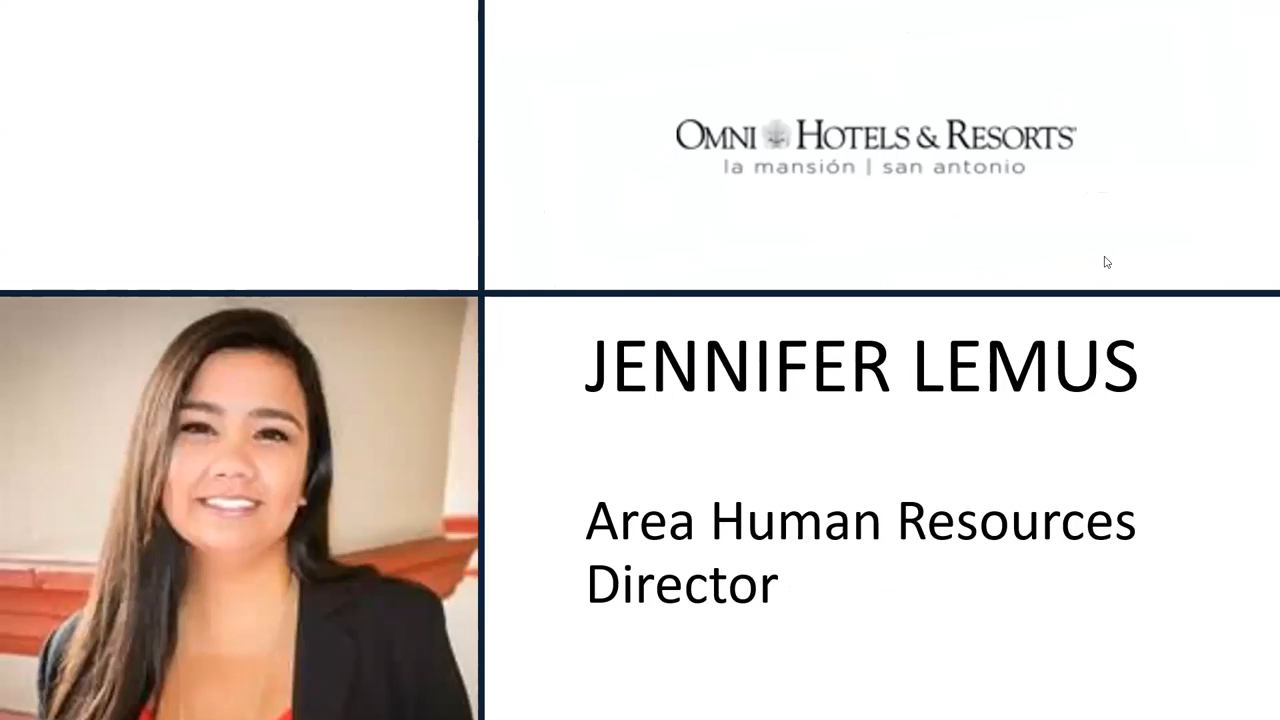 OMNI HOTELS & RESORTS
la mansión | san antonio
JENNIFER LEMUS
Area Human Resources
Director